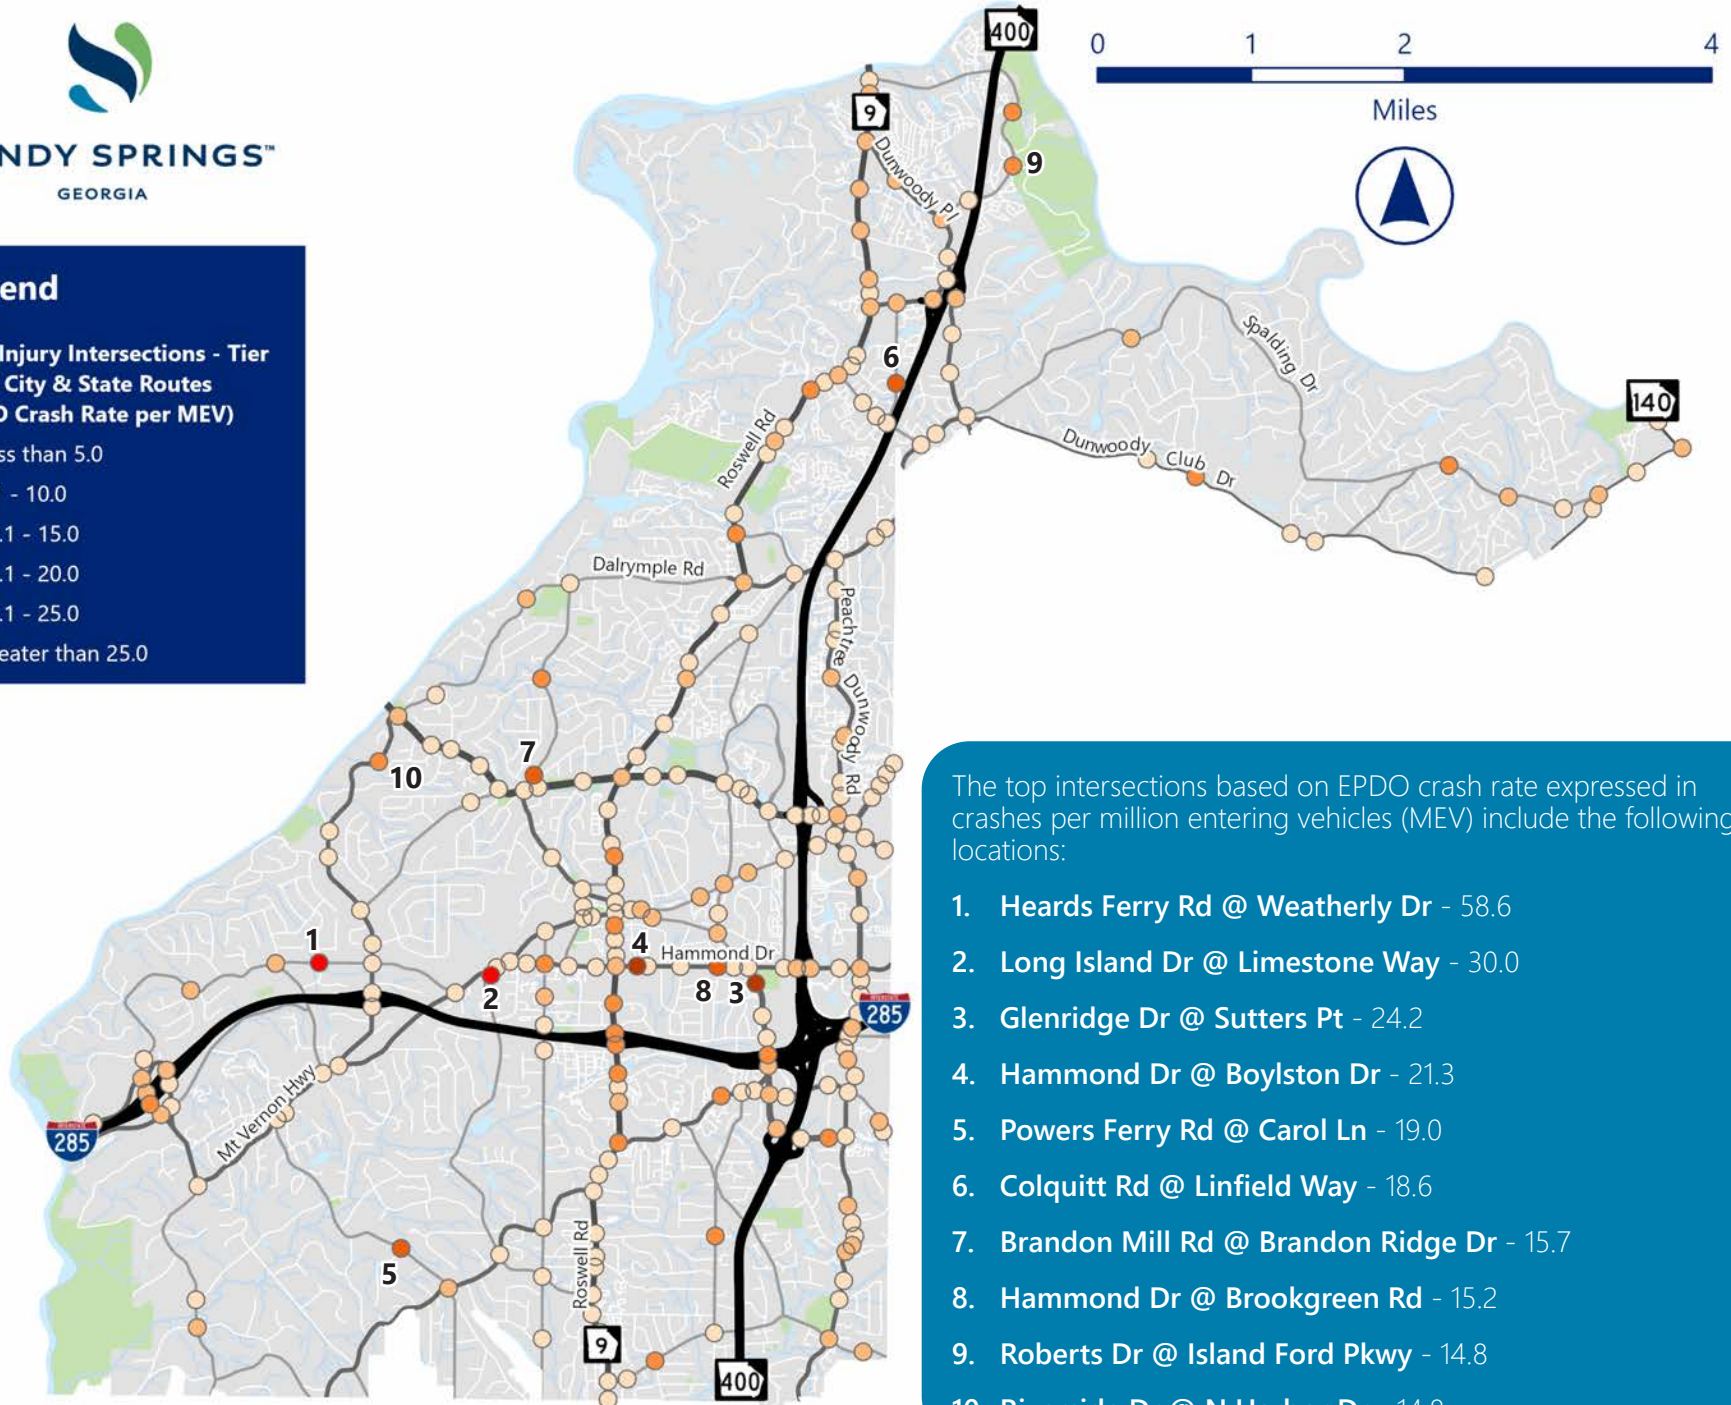 NDY SPRINGS™
GEORGIA
end
Injury Intersections - Tier
City & State Routes
Crash Rate per MEV)
ss than 5.0
- 10.0
.1 - 15.0
.1 - 20.0
.1 - 25.0
eater than 25.0
0 1 2 4
Miles
400
9
Dunwoody Pl
9
6
Spalding Dr
140
Roswell Rd
Dunwoody Club Dr
Dalrymple Rd
Peachtree Dunwoody Rd
7
10
1
4
Hammond Dr
2
8
3
INTERSTATE
285
Mt Vernon Hwy
INTERSTATE
285
5
Roswell Rd
9
400
The top intersections based on EPDO crash rate expressed in
crashes per million entering vehicles (MEV) include the following
locations:
1. Heards Ferry Rd @ Weatherly Dr - 58.6
2. Long Island Dr @ Limestone Way - 30.0
3. Glenridge Dr @ Sutters Pt - 24.2
4. Hammond Dr @ Boylston Dr - 21.3
5. Powers Ferry Rd @ Carol Ln - 19.0
6. Colquitt Rd @ Linfield Way - 18.6
7. Brandon Mill Rd @ Brandon Ridge Dr - 15.7
8. Hammond Dr @ Brookgreen Rd - 15.2
9. Roberts Dr @ Island Ford Pkwy - 14.8